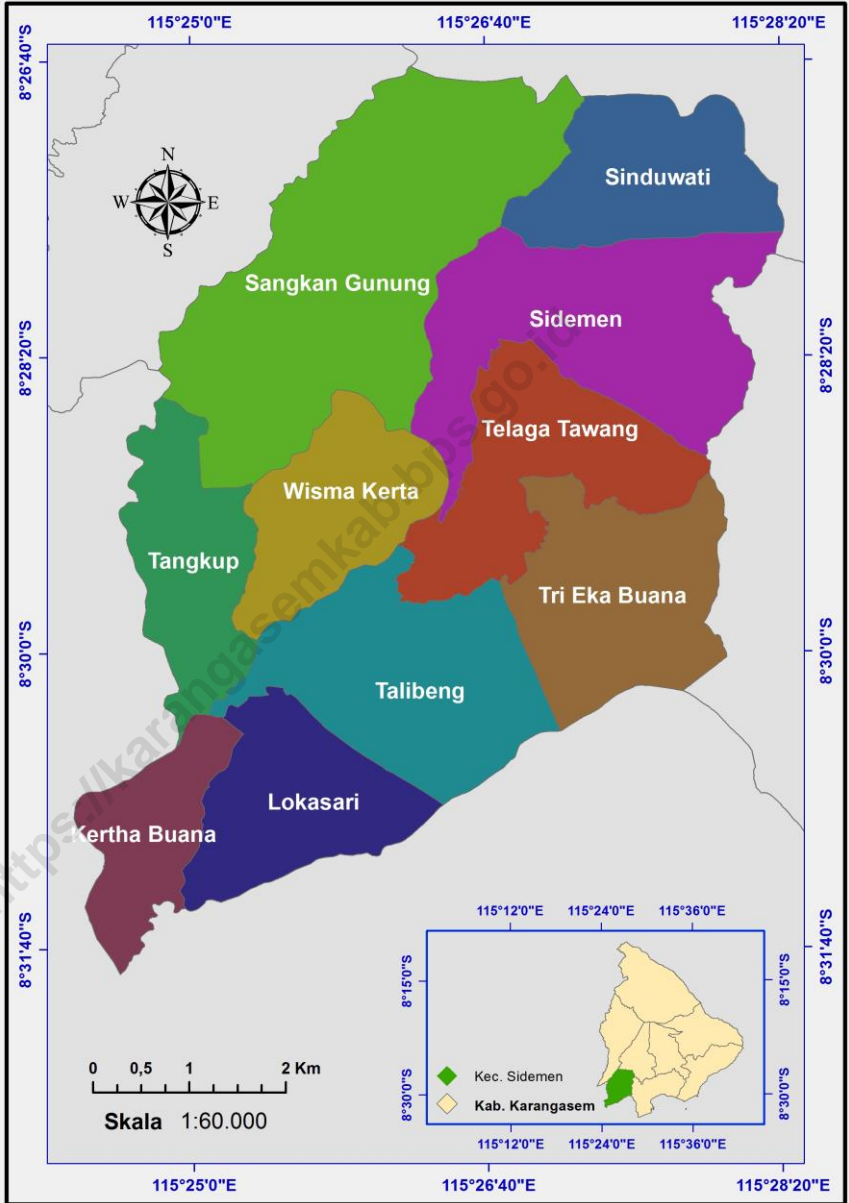 115°25'0"E 115°26'40"E 115°28'20"E
8°26'40"S
N
W E
S
Sinduwati
Sangkan Gunung
Sidemen
8°28'20"S 8°28'20"S
Telaga Tawang
Wisma Kerta
Tangkup
Tri Eka Buana
8°30'0"S 8°30'0"S
Talibeng
Lokasari
Kertha Buana
https://karangasemkab.bps.go.id
8°31'40"S 8°31'40"S
115°12'0"E 115°24'0"E 115°36'0"E
8°15'0"S 8°15'0"S
Kec. Sidemen
Kab. Karangasem
8°30'0"S 8°30'0"S
115°12'0"E 115°24'0"E 115°36'0"E
0 0,5 1 2 Km
Skala 1:60.000
115°25'0"E 115°26'40"E 115°28'20"E